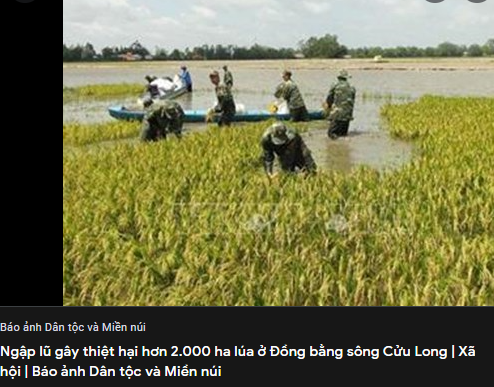 Báo ảnh Dân tộc và Miền núi
Ngập lũ gây thiệt hại hơn 2.000 ha lúa ở Đồng bằng sông Cửu Long | Xã
hội | Báo ảnh Dân tộc và Miền núi